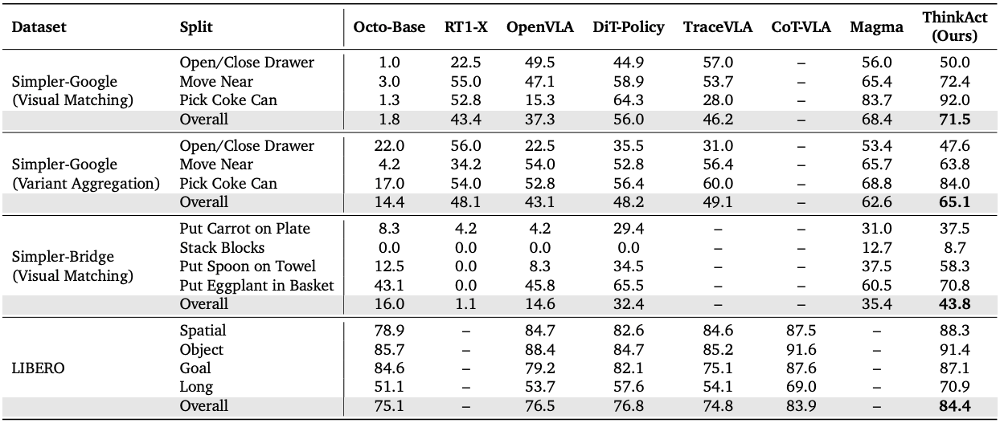 Dataset Split Octo-Base RT1-X OpenVLA DiT-Policy TraceVLA CoT-VLA Magma ThinkAct (Ours)
Simpler-Google (Visual Matching)
Open/Close Drawer 1.0 22.5 49.5 44.9 57.0 – 56.0 50.0
Move Near 3.0 55.0 47.1 58.9 53.7 – 65.4 72.4
Pick Coke Can 1.3 52.8 15.3 64.3 28.0 – 83.7 92.0
Overall 1.8 43.4 37.3 56.0 46.2 – 68.4 71.5
Simpler-Google (Variant Aggregation)
Open/Close Drawer 22.0 56.0 22.5 35.5 31.0 – 53.4 47.6
Move Near 4.2 34.2 54.0 52.8 56.4 – 65.7 63.8
Pick Coke Can 17.0 54.0 52.8 56.4 60.0 – 68.8 84.0
Overall 14.4 48.1 43.1 48.2 49.1 – 62.6 65.1
Simpler-Bridge (Visual Matching)
Put Carrot on Plate 8.3 4.2 4.2 29.4 – – 31.0 37.5
Stack Blocks 0.0 0.0 0.0 0.0 – – 12.7 8.7
Put Spoon on Towel 12.5 0.0 8.3 34.5 – – 37.5 58.3
Put Eggplant in Basket 43.1 0.0 45.8 65.5 – – 60.5 70.8
Overall 16.0 1.1 14.6 32.4 – – 35.4 43.8
LIBERO
Spatial 78.9 – 84.7 82.6 84.6 87.5 – 88.3
Object 85.7 – 88.4 84.7 85.2 91.6 – 91.4
Goal 84.6 – 79.2 82.1 75.1 87.6 – 87.1
Long 51.1 – 53.7 57.6 54.1 69.0 – 70.9
Overall 75.1 – 76.5 76.8 74.8 83.9 – 84.4